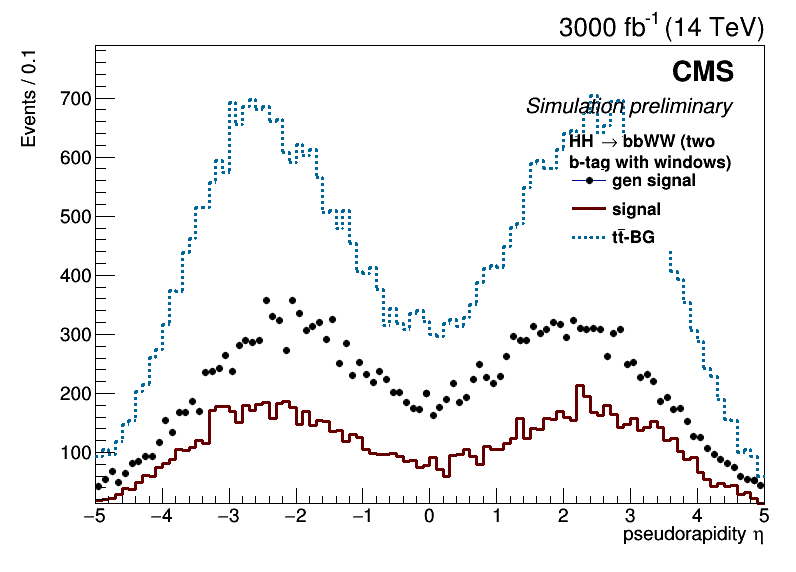 3000 fb⁻¹ (14 TeV)
Events / 0.1
CMS
Simulation preliminary
HH → bbWW (two
b-tag with windows)
gen signal
signal
tt̄-BG
700
600
500
400
300
200
100
−5 −4 −3 −2 −1 0 1 2 3 4 5
pseudorapidity η